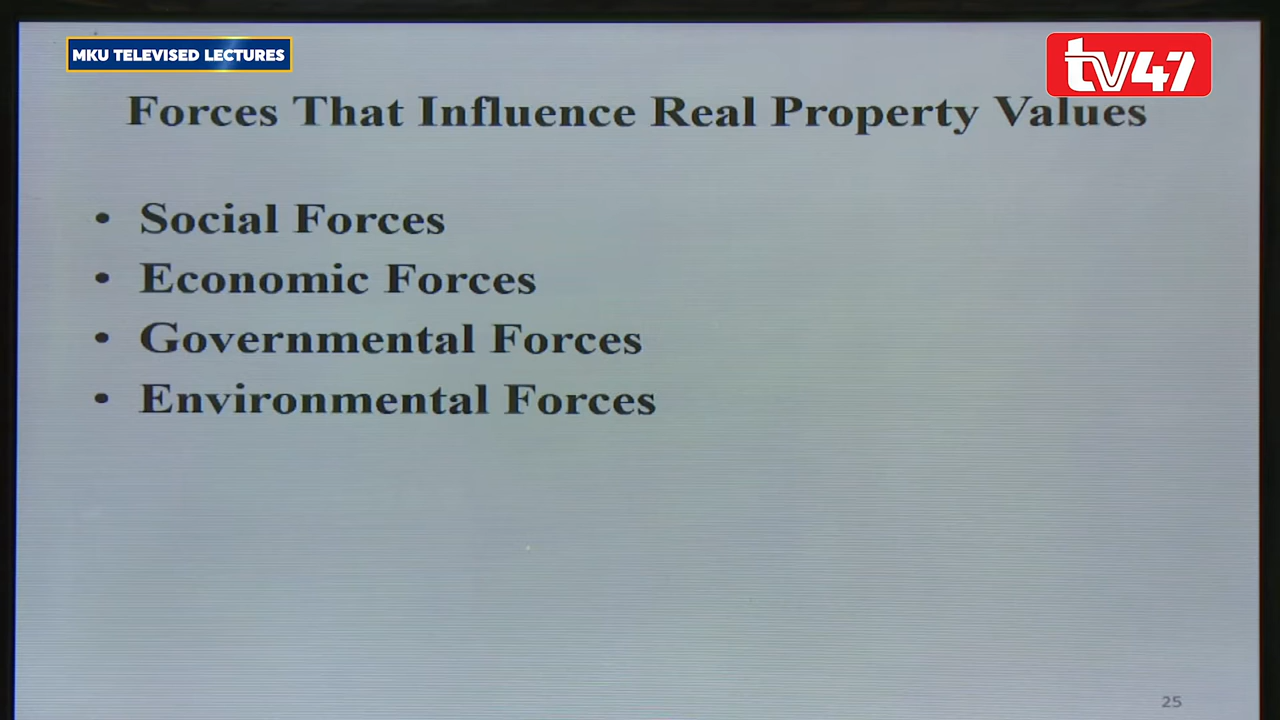 MKU TELEVISED LECTURES
tv47
Forces That Influence Real Property Values
• Social Forces
• Economic Forces
• Governmental Forces
• Environmental Forces
25